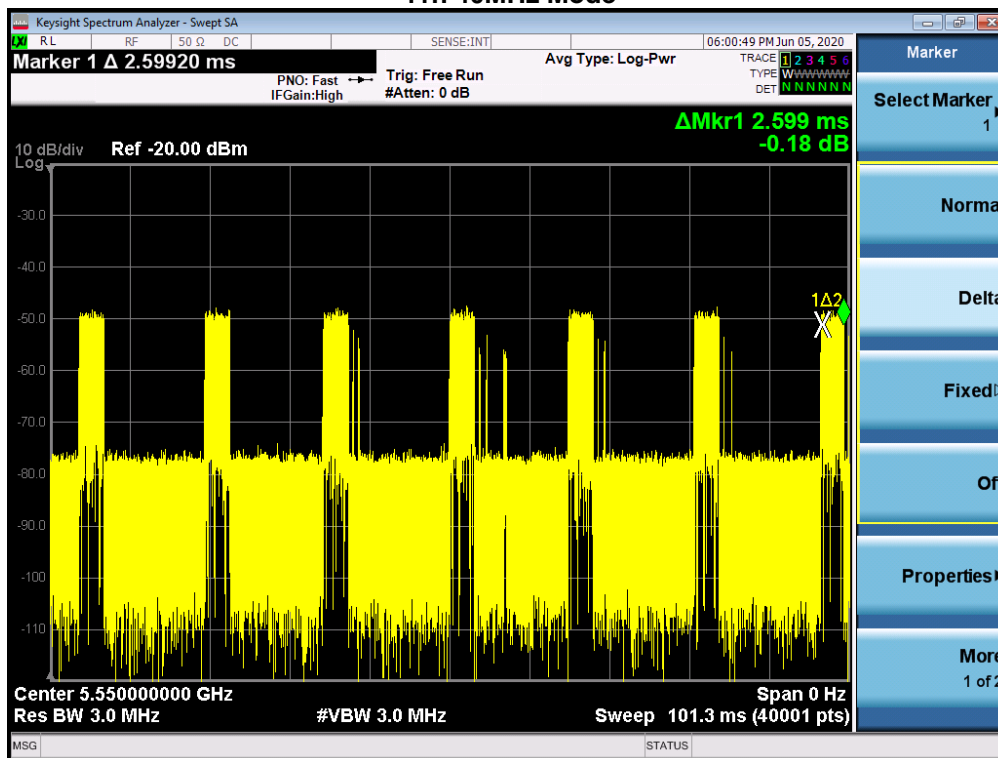 Keysight Spectrum Analyzer - Swept SA
LXI RL RF 50 Ω DC SENSE:INT 06:00:49 PM Jun 05, 2020
Marker 1 Δ 2.59920 ms
PNO: Fast
IFGain:High
Trig: Free Run
#Atten: 0 dB
Avg Type: Log-Pwr
TRACE 1 2 3 4 5 6
TYPE WWWWWW
DET N N N N N N
ΔMkr1 2.599 ms
-0.18 dB
10 dB/div Ref -20.00 dBm
Log
-30.0
-40.0
1Δ2
-50.0
-60.0
-70.0
-80.0
-90.0
-100
-110
Center 5.550000000 GHz Span 0 Hz
Res BW 3.0 MHz #VBW 3.0 MHz Sweep 101.3 ms (40001 pts)
MSG STATUS
Marker
Select Marker
1
Norma
Delta
Fixed
Of
Properties
More
1 of 2